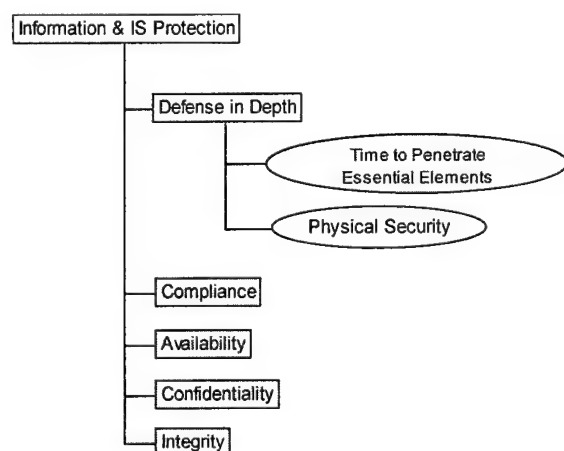 Information & IS Protection
Defense in Depth
Time to Penetrate
Essential Elements
Physical Security
Compliance
Availability
Confidentiality
Integrity